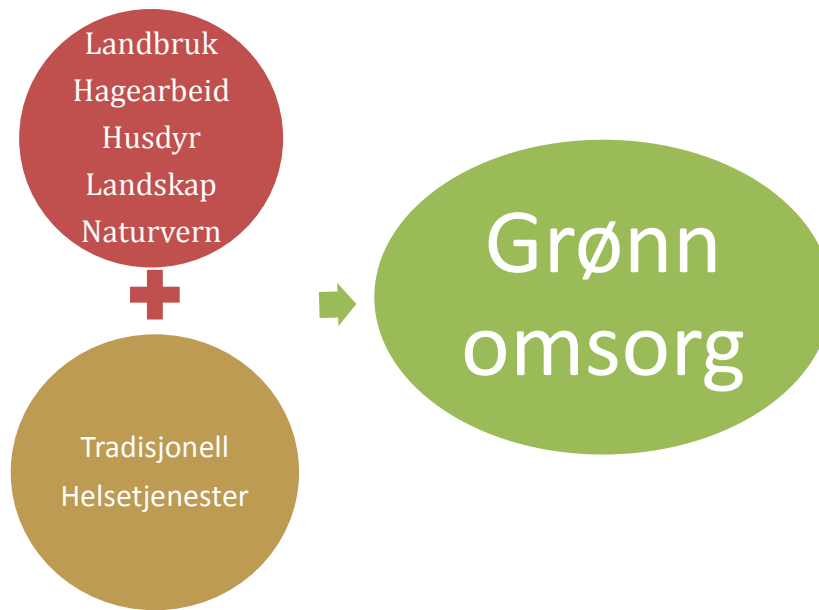 Landbruk
Hagearbeid
Husdyr
Landskap
Naturvern
Tradisjonell
Helsetjenester
Grønn
omsorg